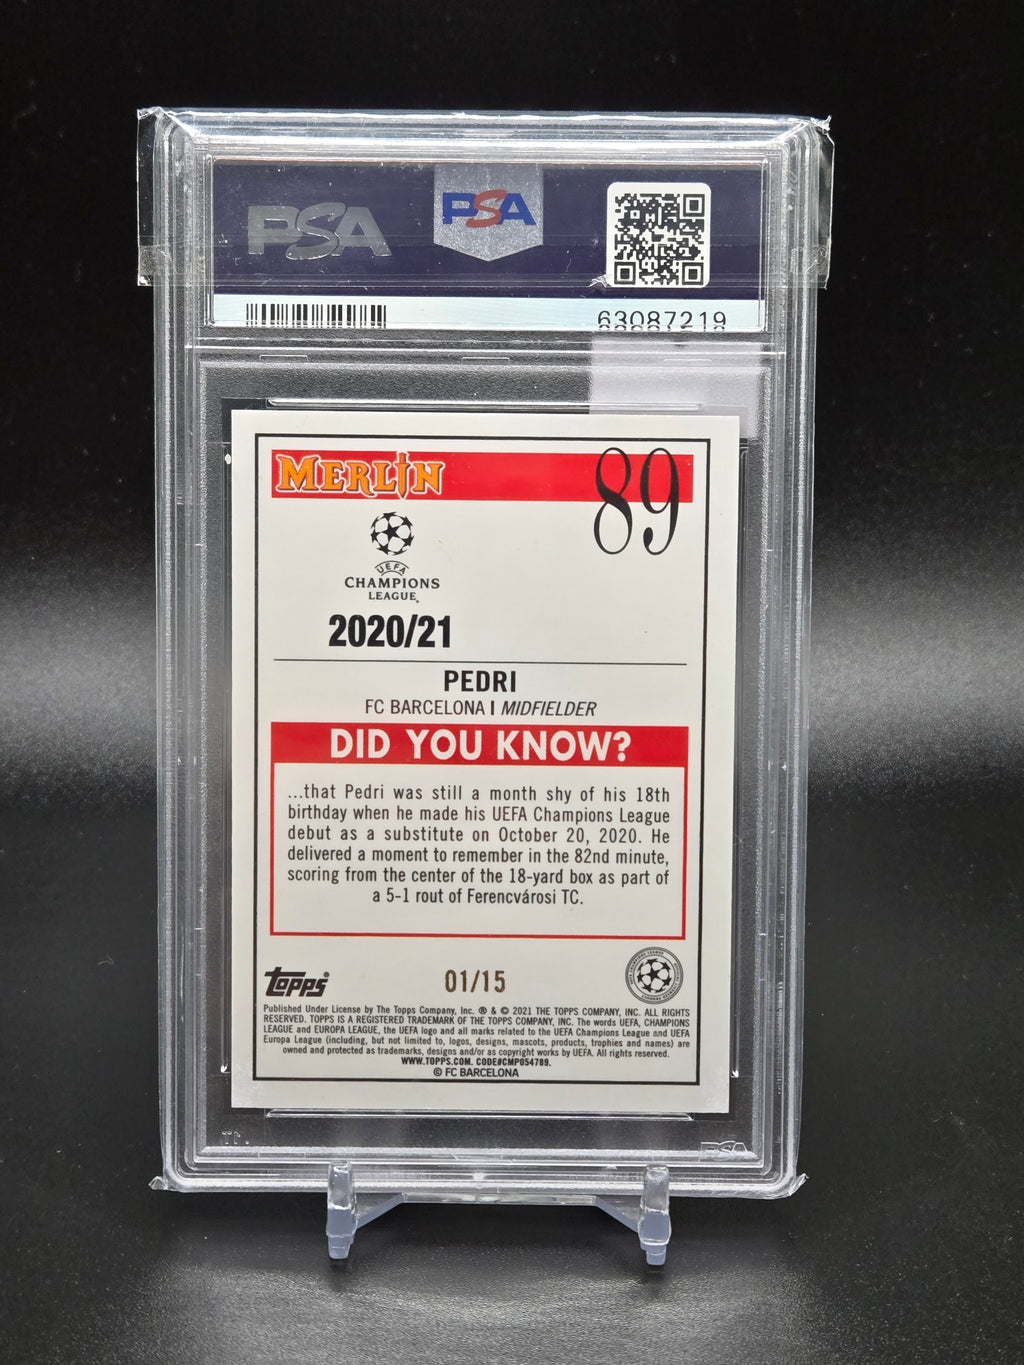 PSA
PSA
63087219
MERLIN
89
UEFA
CHAMPIONS
LEAGUE®
2020/21
PEDRI
FC BARCELONA | MIDFIELDER
DID YOU KNOW?
...that Pedri was still a month shy of his 18th
birthday when he made his UEFA Champions League
debut as a substitute on October 20, 2020. He
delivered a moment to remember in the 82nd minute,
scoring from the center of the 18-yard box as part of
a 5-1 rout of Ferencvárosi TC.
topps®
01/15
Published Under License by The Topps Company, Inc. ® & © 2021 THE TOPPS COMPANY, INC. ALL RIGHTS
RESERVED. TOPPS IS A REGISTERED TRADEMARK OF THE TOPPS COMPANY, INC. The words UEFA, CHAMPIONS
LEAGUE and EUROPA LEAGUE, the UEFA logo and all marks related to the UEFA Champions League and UEFA
Europa League (including, but not limited to, logos, designs, mascots, products, trophies and names) are
owned and protected as trademarks, designs and/or as copyright works by UEFA. All rights reserved.
WWW.TOPPS.COM. CODE#CMP054789.
© FC BARCELONA
PSA